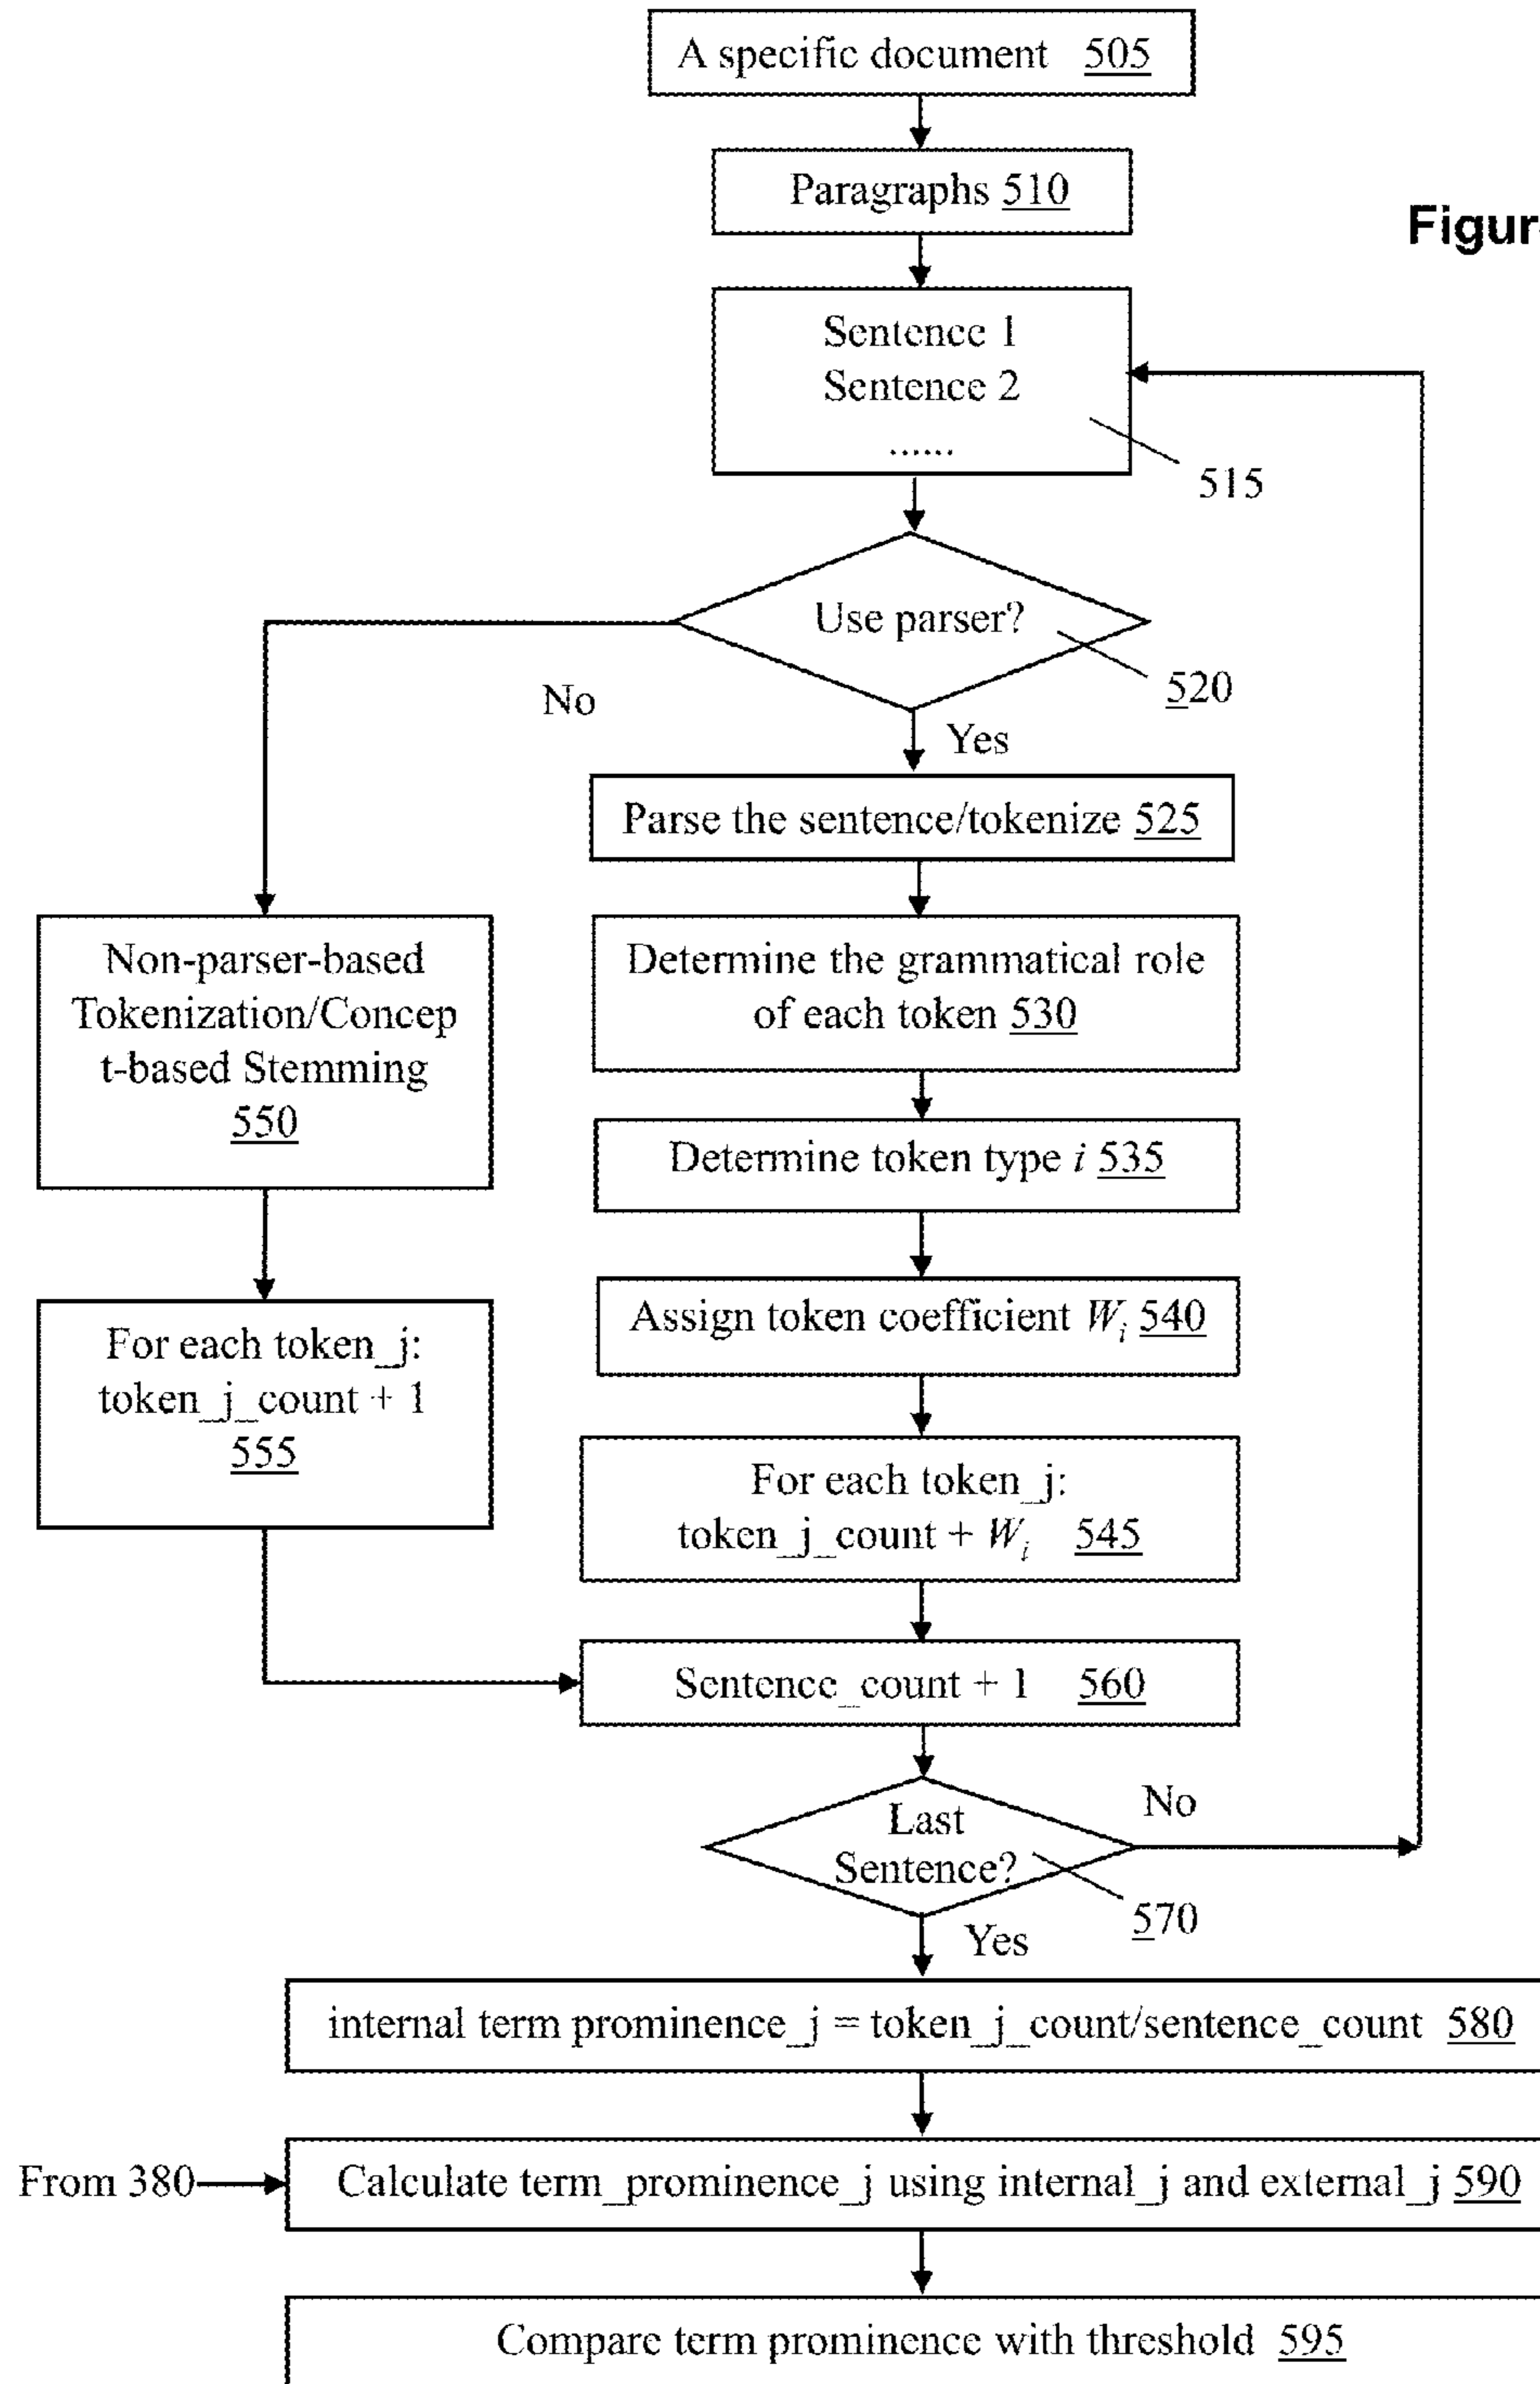 A specific document 505
Paragraphs 510
Figur
Sentence 1
Sentence 2
......
515
Use parser?
520
No
Yes
Parse the sentence/tokenize 525
Non-parser-based
Tokenization/Concep
t-based Stemming
550
Determine the grammatical role
of each token 530
Determine token type i 535
Assign token coefficient Wi 540
For each token_j:
token_j_count + 1
555
For each token_j:
token_j_count + Wi 545
Sentence_count + 1 560
Last
Sentence?
No
570
Yes
internal term prominence_j = token_j_count/sentence_count 580
From 380
Calculate term_prominence_j using internal_j and external_j 590
Compare term prominence with threshold 595